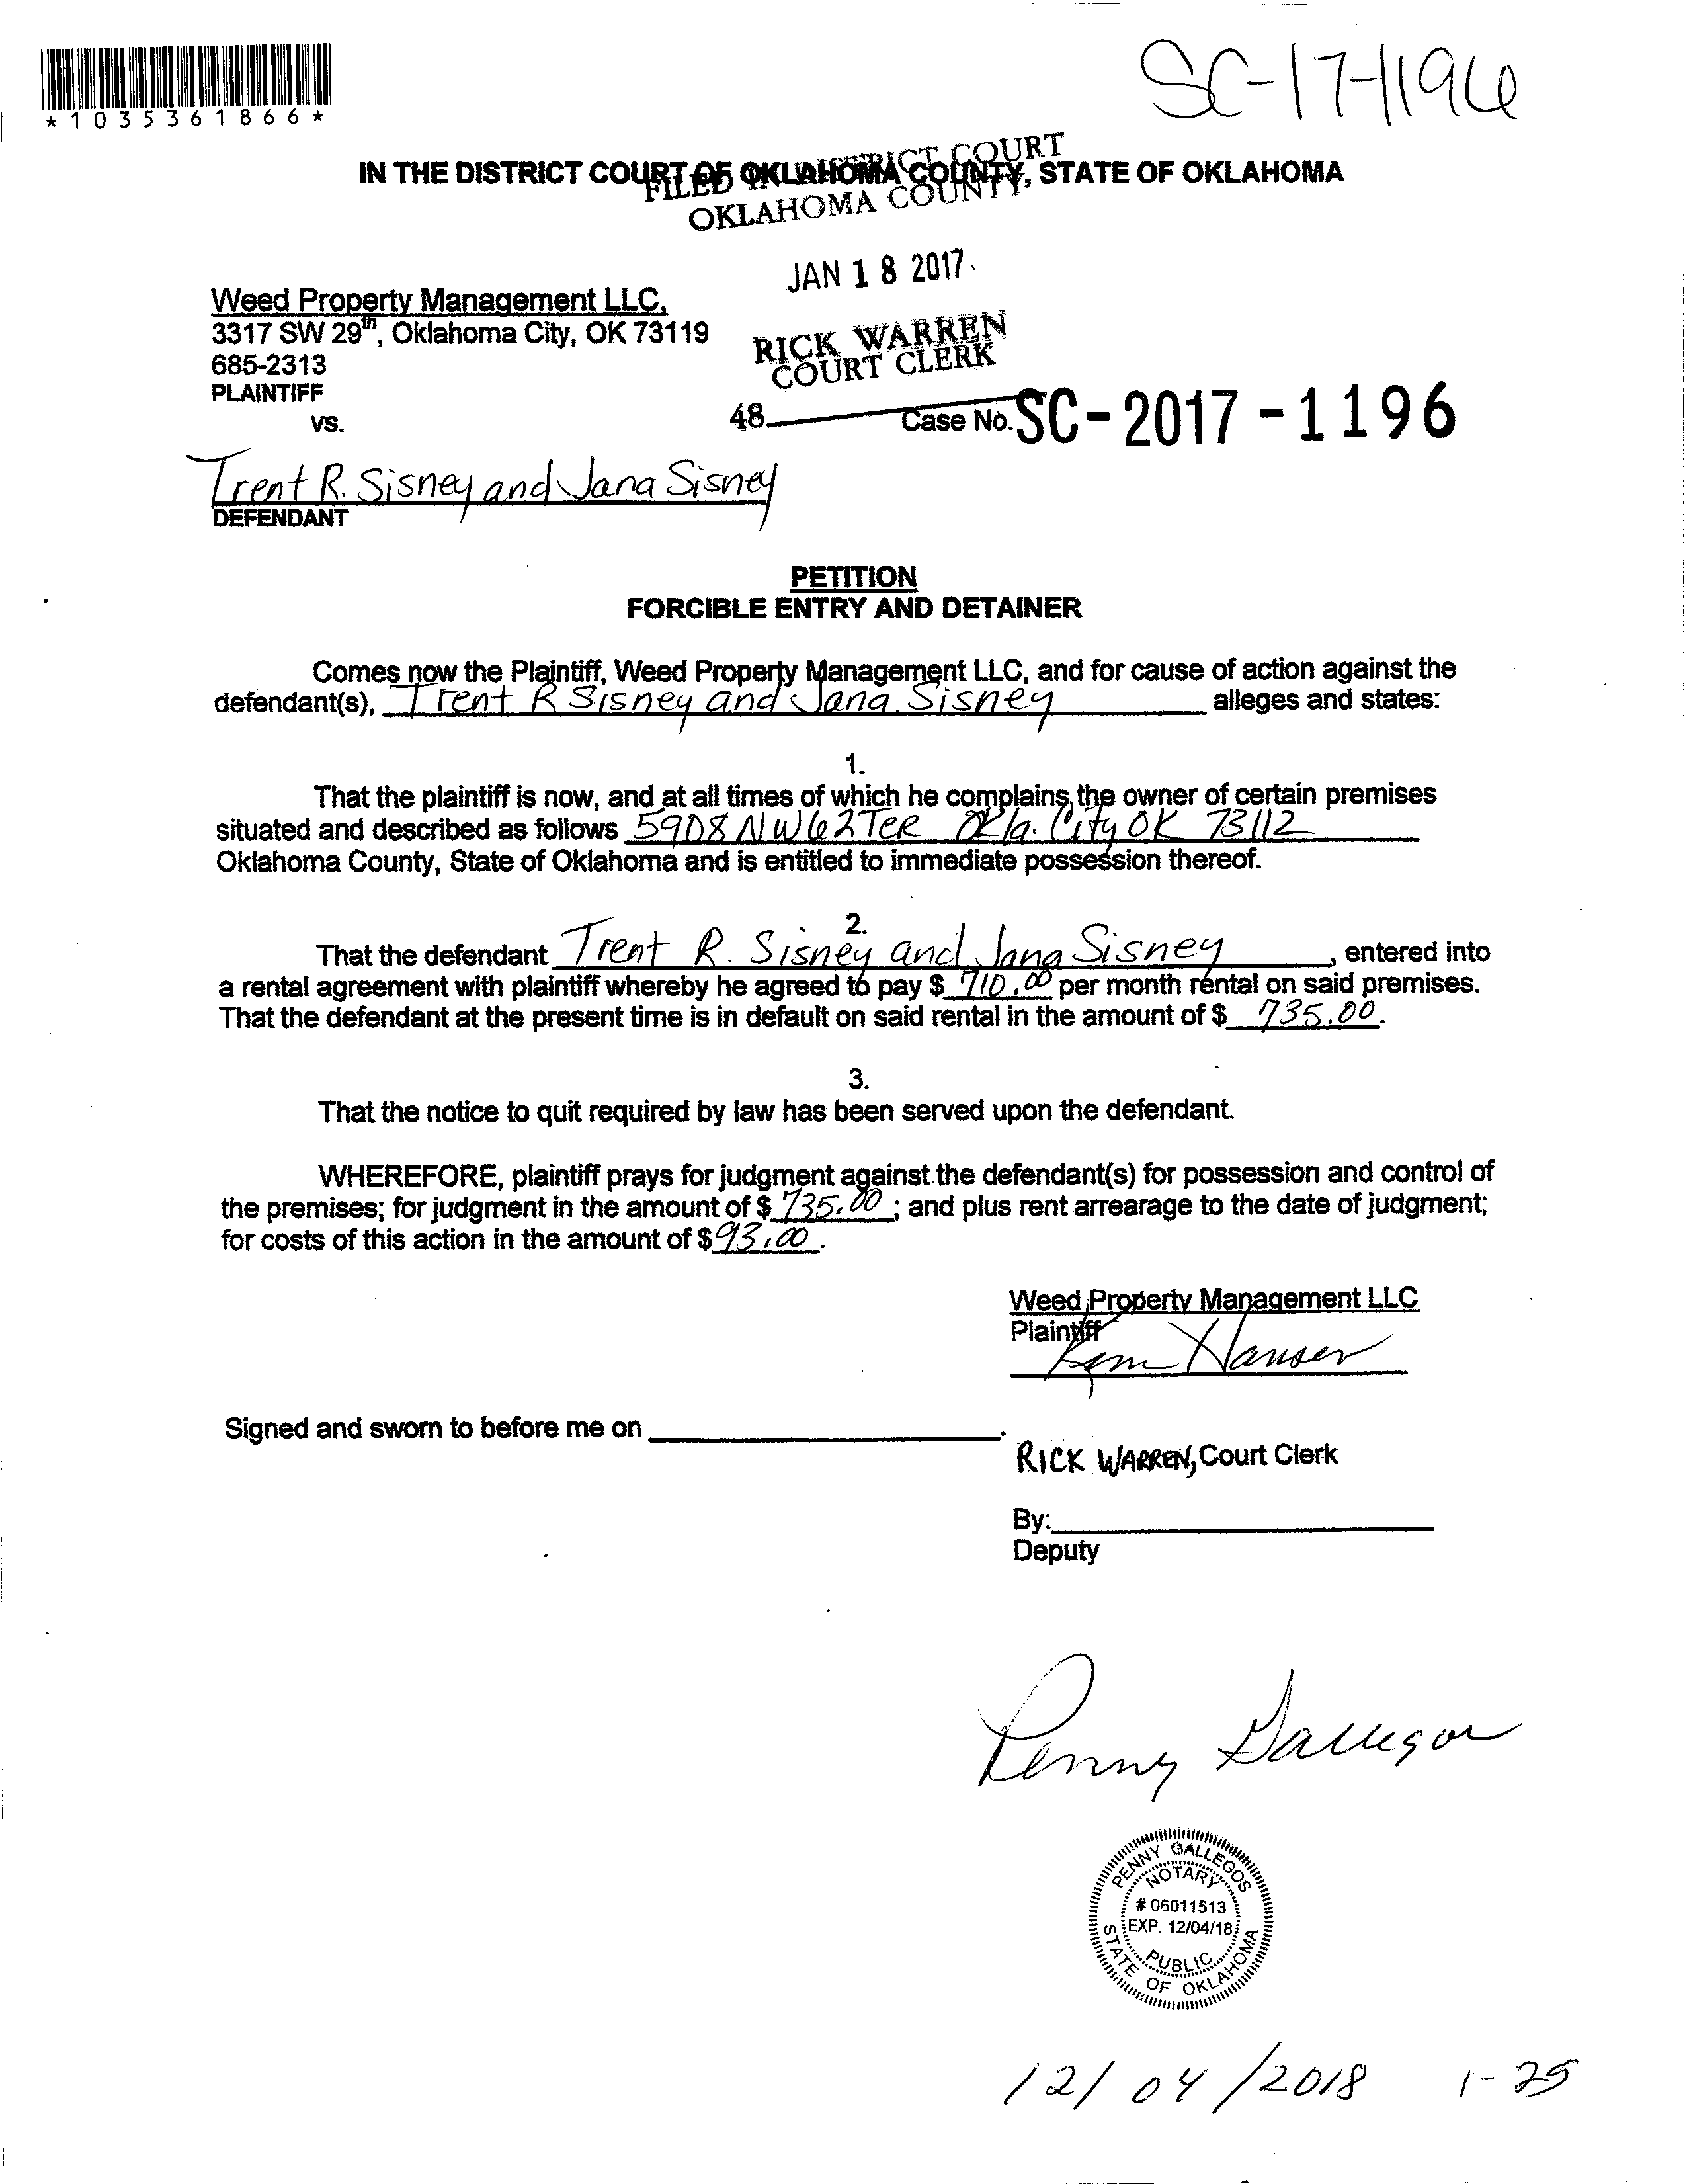 SC-17-1196
*1035361866*
IN THE DISTRICT COURT OF OKLAHOMA COUNTY, STATE OF OKLAHOMA
FILED IN DISTRICT COURT
OKLAHOMA COUNTY
JAN 18 2017
Weed Property Management LLC,
3317 SW 29th, Oklahoma City, OK 73119
RICK WARREN
685-2313
COURT CLERK
PLAINTIFF
vs.
48 Case No. SC-2017-1196
Trent R. Sisney and Jana Sisney
DEFENDANT
PETITION
FORCIBLE ENTRY AND DETAINER
Comes now the Plaintiff, Weed Property Management LLC, and for cause of action against the
defendant(s), Trent R Sisney and Jana Sisney alleges and states:
1.
That the plaintiff is now, and at all times of which he complains, the owner of certain premises
situated and described as follows 5908 NW 62 Ter Okla. City OK 73112
Oklahoma County, State of Oklahoma and is entitled to immediate possession thereof.
2.
That the defendant Trent R. Sisney and Jana Sisney, entered into
a rental agreement with plaintiff whereby he agreed to pay $ 710.00 per month rental on said premises.
That the defendant at the present time is in default on said rental in the amount of $ 735.00.
3.
That the notice to quit required by law has been served upon the defendant.
WHEREFORE, plaintiff prays for judgment against the defendant(s) for possession and control of
the premises; for judgment in the amount of $ 735.00; and plus rent arrearage to the date of judgment;
for costs of this action in the amount of $ 93.00.
Weed Property Management LLC
Plaintiff
Kim Hansen
Signed and sworn to before me on
RICK WARREN, Court Clerk
By:
Deputy
Penny Gallegos
PENNY GALLEGOS
NOTARY
# 06011513
EXP. 12/04/18
PUBLIC
STATE OF OKLAHOMA
12/04/2018 1-25